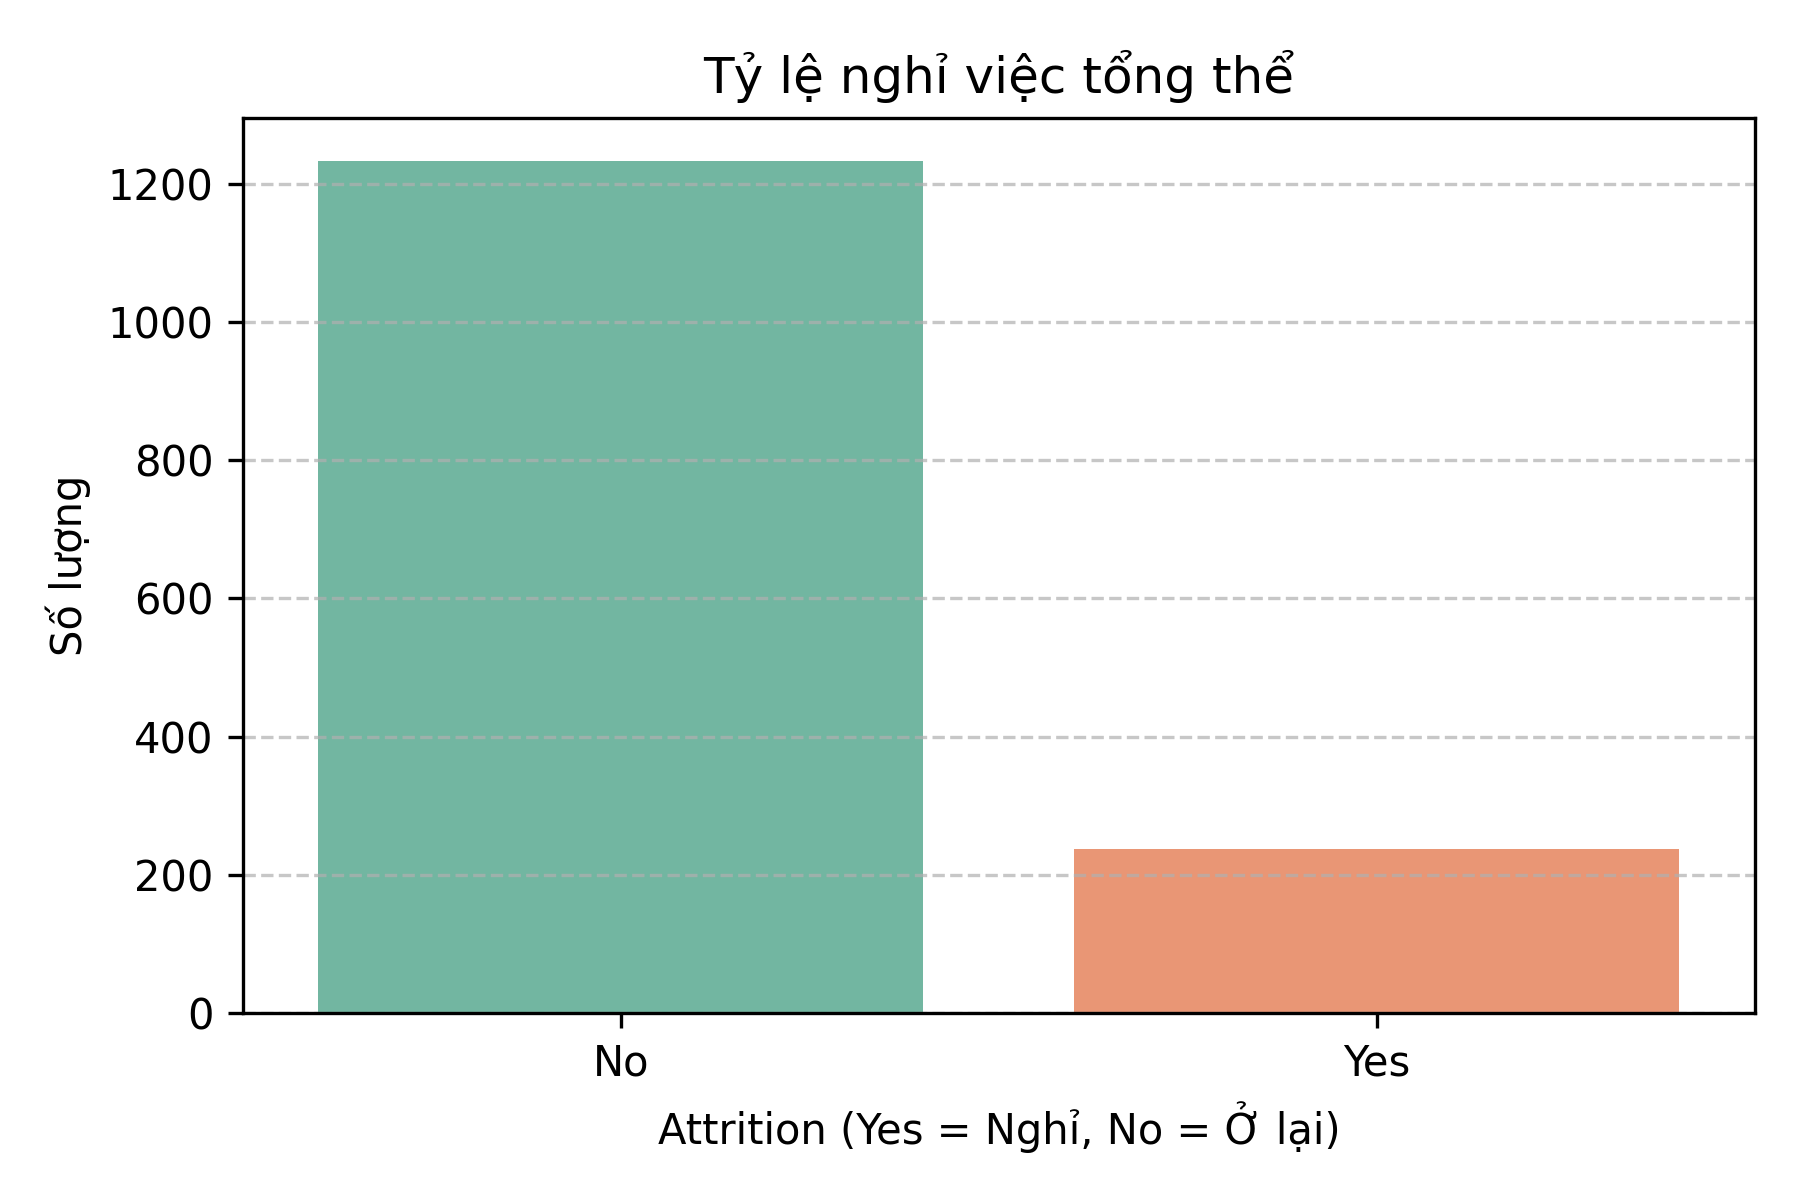 Tỷ lệ nghỉ việc tổng thể
1200
1000
800
600
400
200
0
Số lượng
No
Yes
Attrition (Yes = Nghỉ, No = Ở lại)